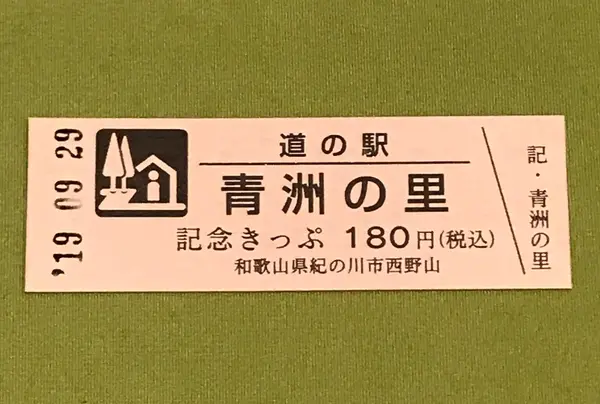 '19 09 29
道の駅
青洲の里
記念きっぷ 180円(税込)
和歌山県紀の川市西野山
記・青洲の里